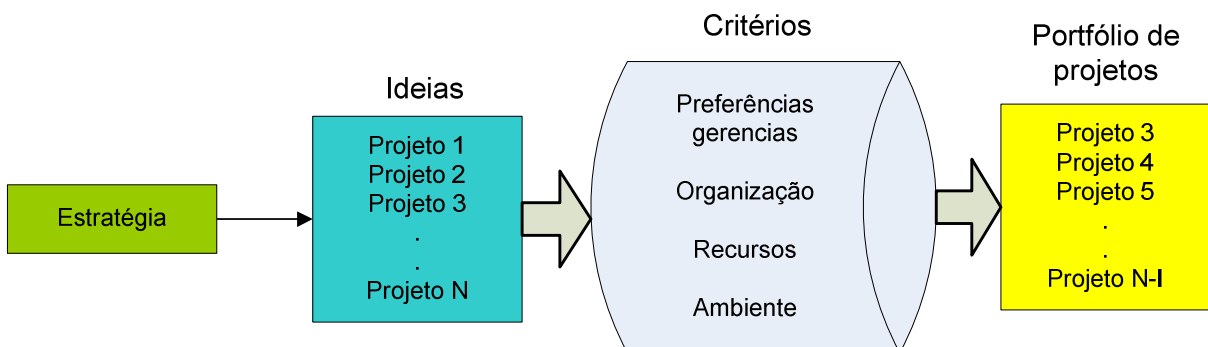 Estratégia
Ideias
Projeto 1
Projeto 2
Projeto 3
.
.
Projeto N
Critérios
Preferências
gerencias
Organização
Recursos
Ambiente
Portfólio de
projetos
Projeto 3
Projeto 4
Projeto 5
.
.
Projeto N-I